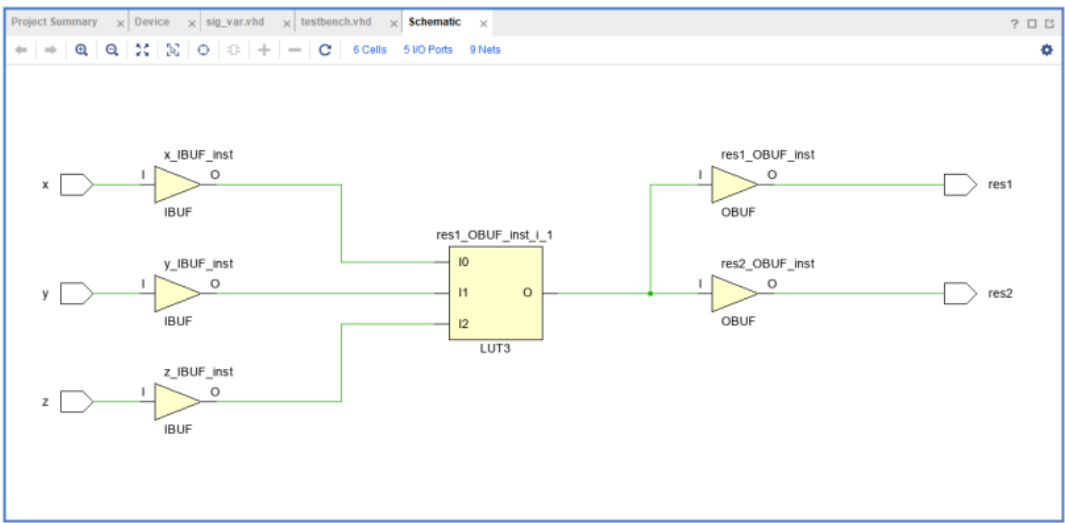 Project Summary × Device × sig_var.vhd × testbench.vhd × Schematic × ?
6 Cells 5 I/O Ports 9 Nets
x_IBUF_inst res1_OBUF_inst
x I O I O res1
IBUF OBUF
res1_OBUF_inst_i_1
y_IBUF_inst I0 res2_OBUF_inst
y I O I1 O I O res2
IBUF I2 OBUF
LUT3
z_IBUF_inst
z I O
IBUF